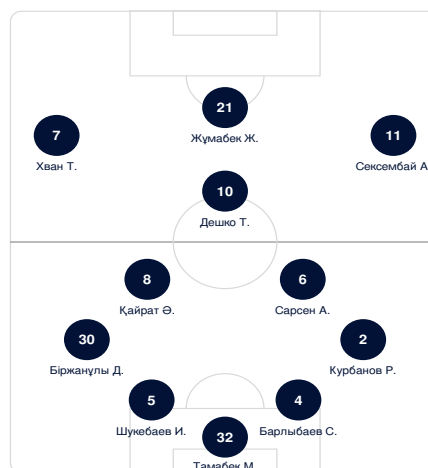 21
Жұмабек Ж.
7
Хван Т.
11
Сексембай А
10
Дешко Т.
8
Қайрат Ә.
6
Сарсен А.
30
Біржанұлы Д.
2
Курбанов Р.
5
Шукебаев И.
4
Барлыбаев С.
32
Тамабек М.